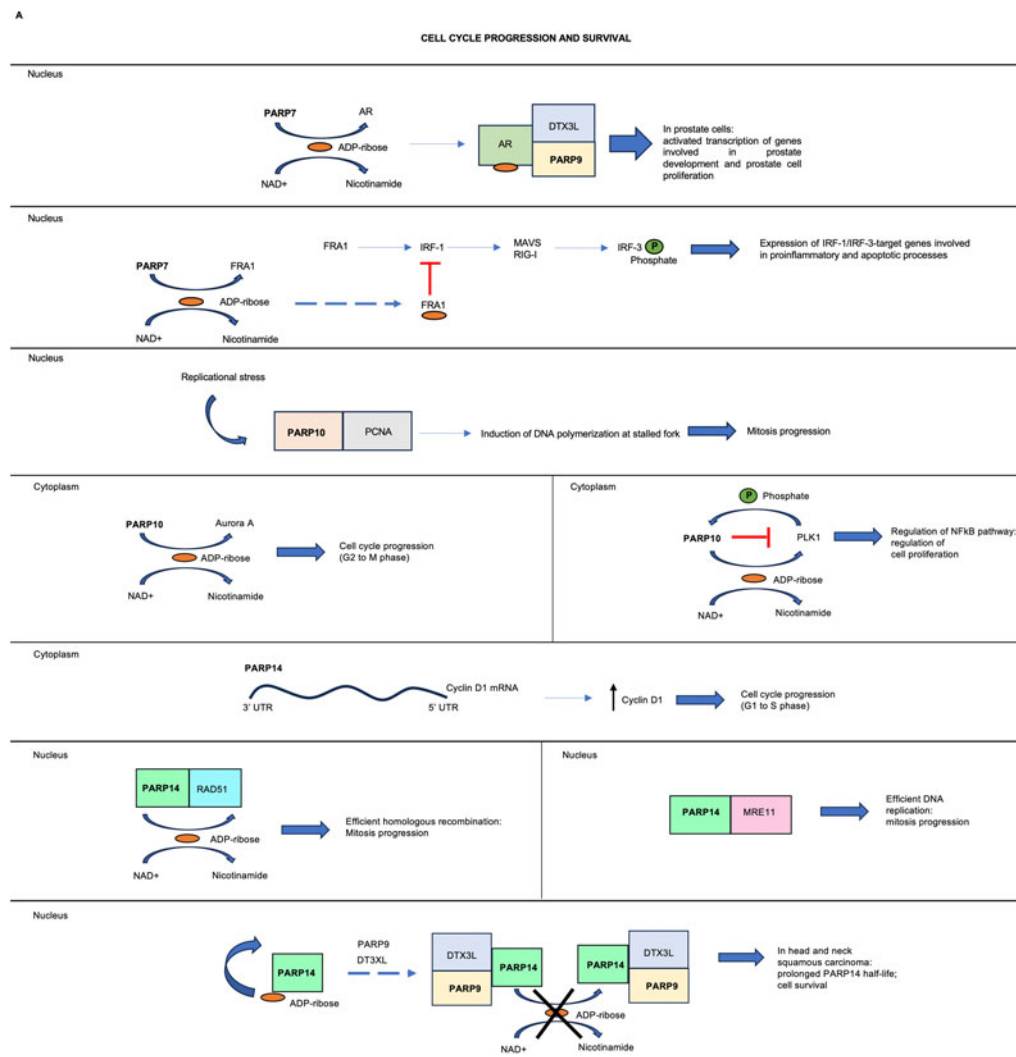 A
CELL CYCLE PROGRESSION AND SURVIVAL
Nucleus
PARP7
AR
ADP-ribose
NAD+
Nicotinamide
AR
DTX3L
PARP9
In prostate cells:
activated transcription of genes
involved in prostate
development and prostate cell
proliferation
Nucleus
FRA1
IRF-1
MAVS
RIG-I
IRF-3
P
Phosphate
Expression of IRF-1/IRF-3-target genes involved
in proinflammatory and apoptotic processes
PARP7
FRA1
ADP-ribose
NAD+
Nicotinamide
FRA1
Nucleus
Replicational stress
PARP10
PCNA
Induction of DNA polymerization at stalled fork
Mitosis progression
Cytoplasm
PARP10
Aurora A
ADP-ribose
NAD+
Nicotinamide
Cell cycle progression
(G2 to M phase)
Cytoplasm
P
Phosphate
PARP10
PLK1
ADP-ribose
NAD+
Nicotinamide
Regulation of NFkB pathway:
regulation of
cell proliferation
Cytoplasm
PARP14
Cyclin D1 mRNA
3' UTR
5' UTR
Cyclin D1
Cell cycle progression
(G1 to S phase)
Nucleus
PARP14
RAD51
ADP-ribose
NAD+
Nicotinamide
Efficient homologous recombination:
Mitosis progression
Nucleus
PARP14
MRE11
Efficient DNA
replication:
mitosis progression
Nucleus
PARP14
ADP-ribose
PARP9
DT3XL
DTX3L
PARP14
PARP9
PARP14
DTX3L
PARP9
ADP-ribose
NAD+
Nicotinamide
In head and neck
squamous carcinoma:
prolonged PARP14 half-life;
cell survival